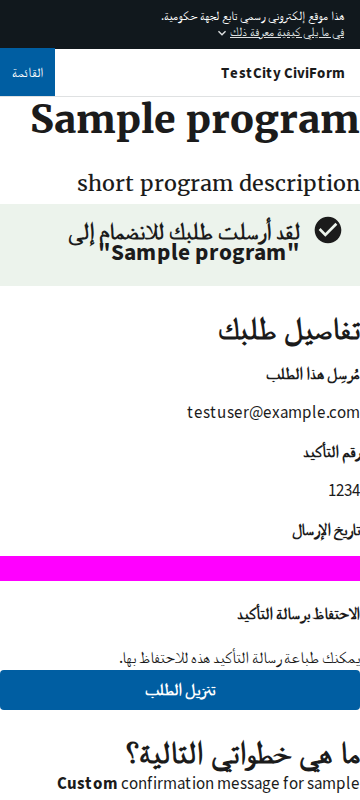 هذا موقع إلكتروني رسمي تابع لجهة حكومية.
في ما يلي كيفية معرفة ذلك
TestCity CiviForm
القائمة
Sample program
short program description
لقد أرسلت طلبك للانضمام إلى
"Sample program"
تفاصيل طلبك
مُرسِل هذا الطلب
testuser@example.com
رقم التأكيد
1234
تاريخ الإرسال
الاحتفاظ برسالة التأكيد
يمكنك طباعة رسالة التأكيد هذه للاحتفاظ بها.
تنزيل الطلب
ما هي خطواتي التالية؟
Custom confirmation message for sample